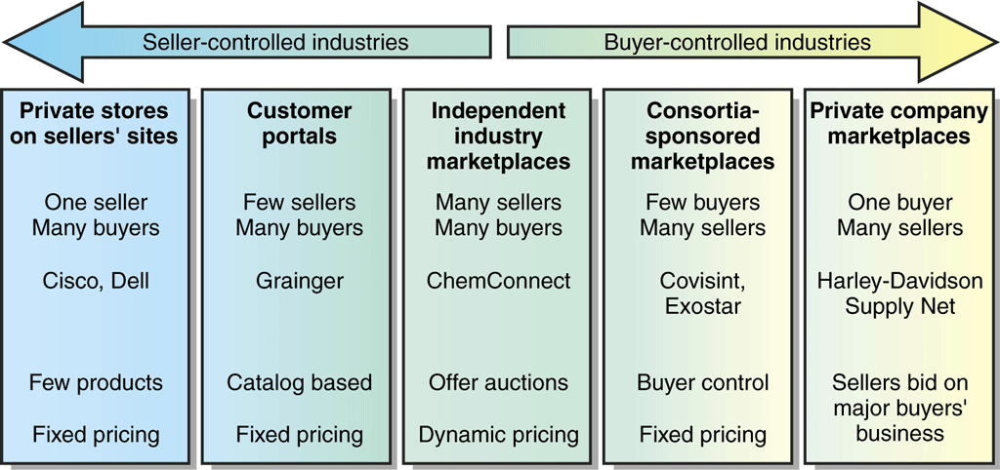 Seller-controlled industries
Buyer-controlled industries
Private stores
on sellers' sites
One seller
Many buyers
Cisco, Dell
Few products
Fixed pricing
Customer
portals
Few sellers
Many buyers
Grainger
Catalog based
Fixed pricing
Independent
industry
marketplaces
Many sellers
Many buyers
ChemConnect
Offer auctions
Dynamic pricing
Consortia-
sponsored
marketplaces
Few buyers
Many sellers
Covisint,
Exostar
Buyer control
Fixed pricing
Private company
marketplaces
One buyer
Many sellers
Harley-Davidson
Supply Net
Sellers bid on
major buyers'
business